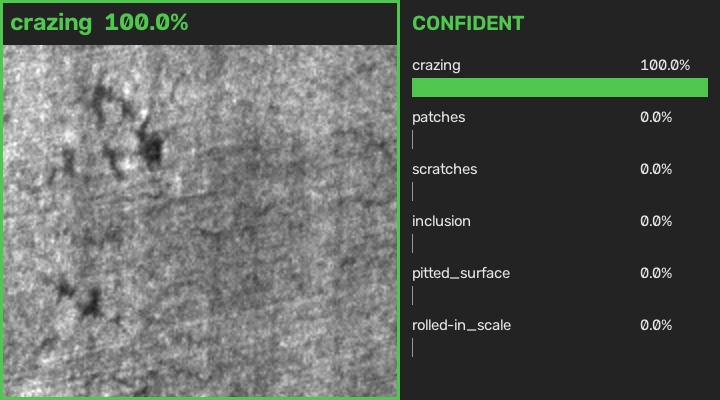 crazing 100.0%
CONFIDENT
crazing 100.0%
patches 0.0%
scratches 0.0%
inclusion 0.0%
pitted_surface 0.0%
rolled-in_scale 0.0%